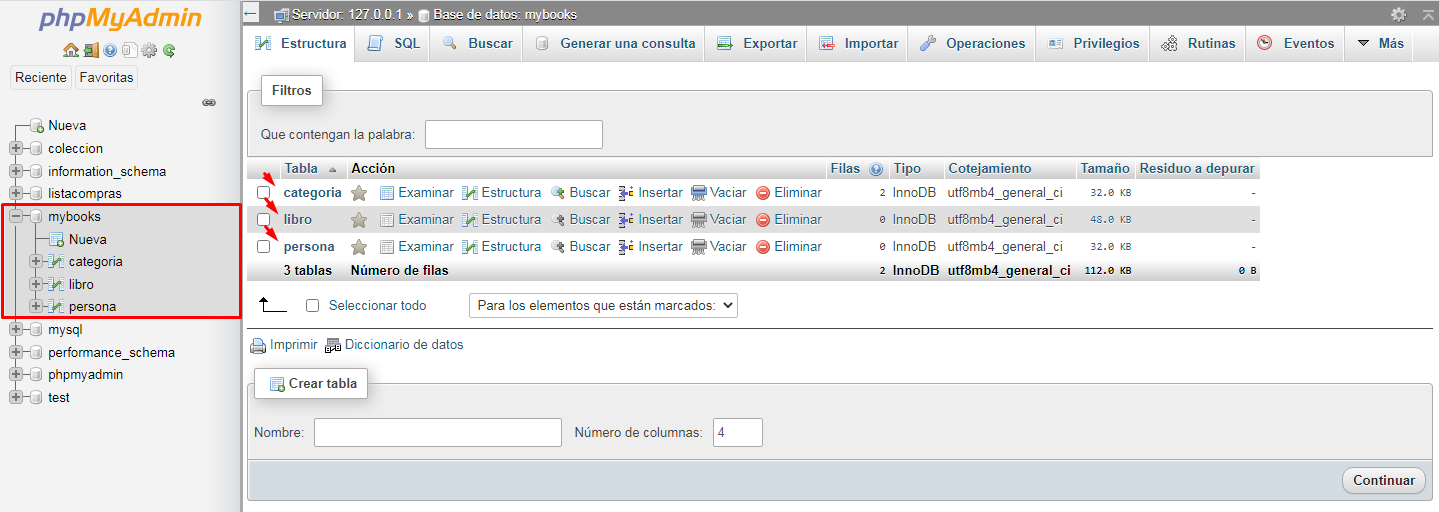 phpMyAdmin
Reciente Favoritas
Nueva
coleccion
information_schema
listacompras
mybooks
Nueva
categoria
libro
persona
mysql
performance_schema
phpmyadmin
test
Servidor: 127.0.0.1 » Base de datos: mybooks
Estructura SQL Buscar Generar una consulta Exportar Importar Operaciones Privilegios Rutinas Eventos Más
Filtros
Que contengan la palabra:
Tabla Acción Filas Tipo Cotejamiento Tamaño Residuo a depurar
categoria Examinar Estructura Buscar Insertar Vaciar Eliminar 2 InnoDB utf8mb4_general_ci 32.0 KB -
libro Examinar Estructura Buscar Insertar Vaciar Eliminar 0 InnoDB utf8mb4_general_ci 48.0 KB -
persona Examinar Estructura Buscar Insertar Vaciar Eliminar 0 InnoDB utf8mb4_general_ci 32.0 KB -
3 tablas Número de filas 2 InnoDB utf8mb4_general_ci 112.0 KB 0 B
Seleccionar todo Para los elementos que están marcados:
Imprimir Diccionario de datos
Crear tabla
Nombre: Número de columnas: 4
Continuar